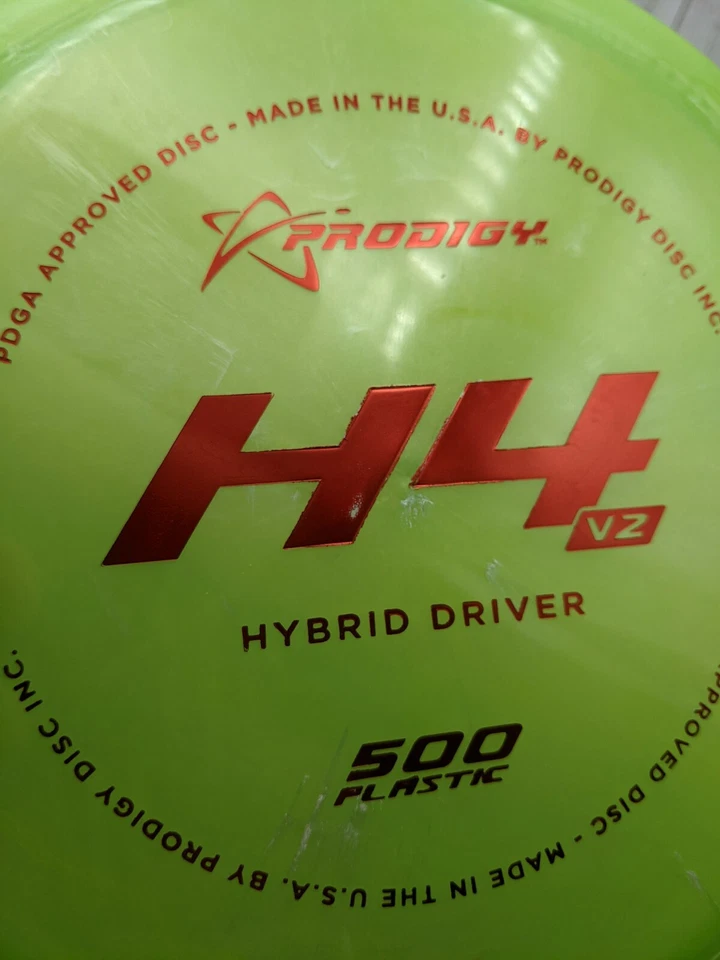 PDGA APPROVED DISC - MADE IN THE U.S.A. BY PRODIGY DISC INC.
PRODIGY™
H4
V2
HYBRID DRIVER
500
PLASTIC
APPROVED DISC - MADE IN THE U.S.A. BY PRODIGY DISC INC.